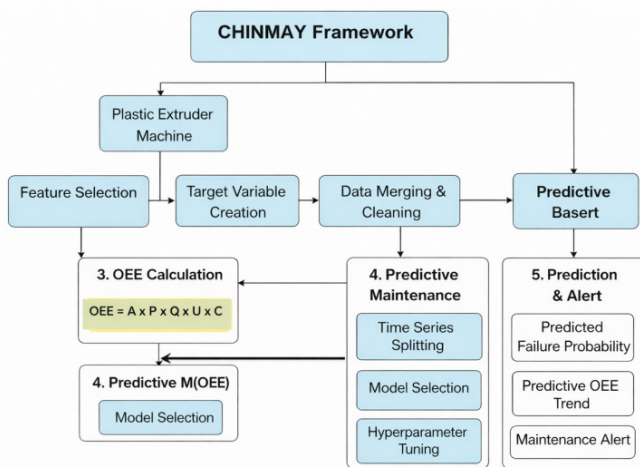 CHINMAY Framework
Plastic Extruder
Machine
Feature Selection
Target Variable
Creation
Data Merging &
Cleaning
Predictive
Basert
3. OEE Calculation
OEE = A x P x Q x U x C
4. Predictive M(OEE)
Model Selection
4. Predictive
Maintenance
Time Series
Splitting
Model Selection
Hyperparameter
Tuning
5. Prediction
& Alert
Predicted
Failure Probability
Predictive OEE
Trend
Maintenance Alert